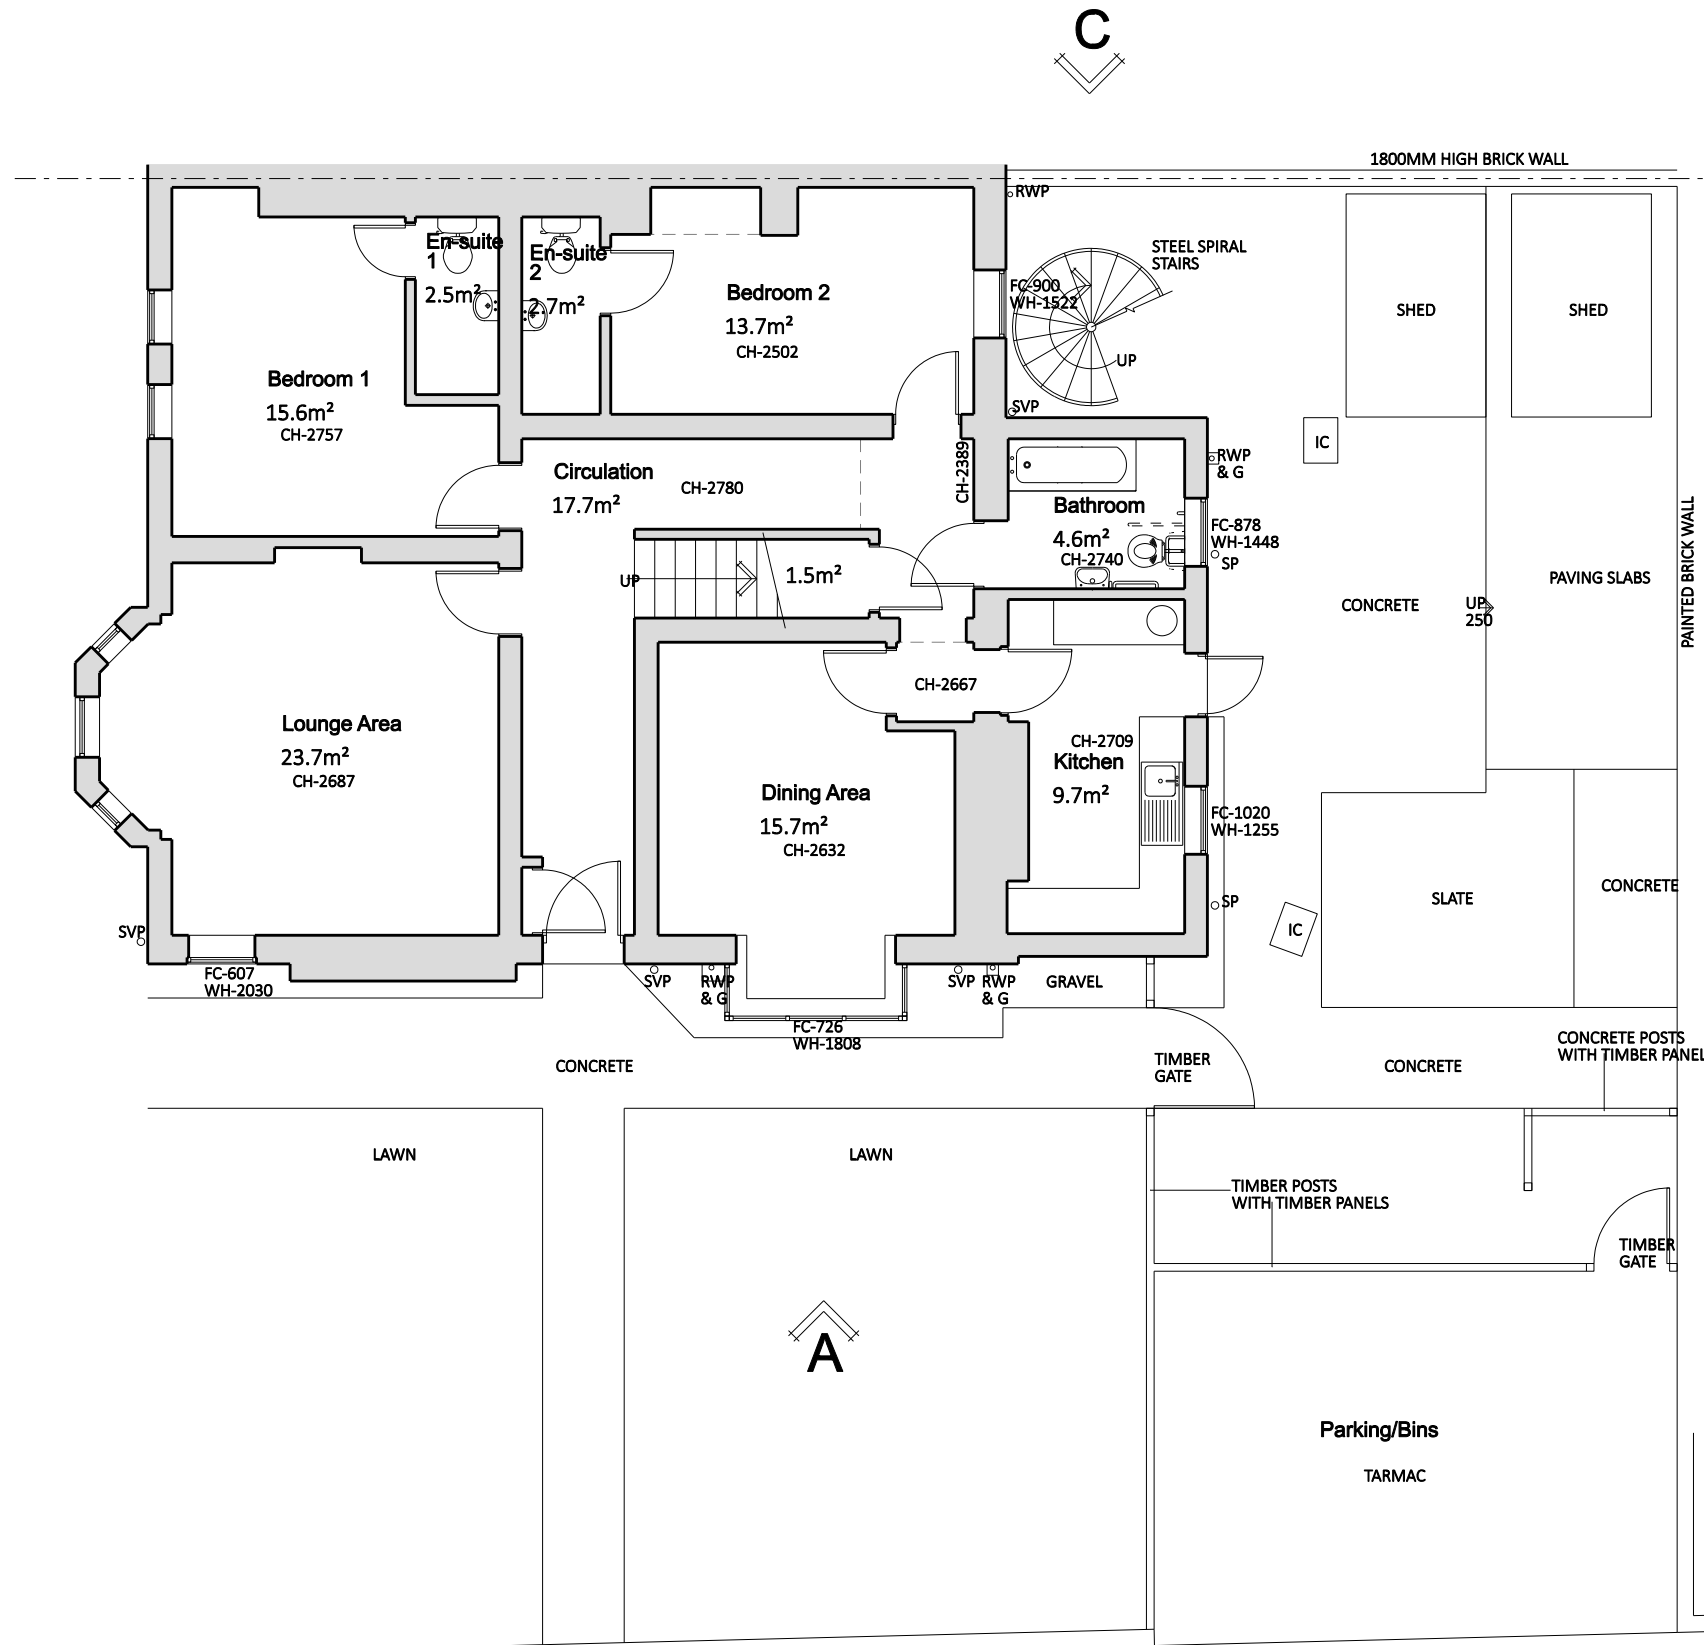 C
1800MM HIGH BRICK WALL
RWP
STEEL SPIRAL
STAIRS
En-suite
1
2.5m²
En-suite
2
2.7m²
Bedroom 2
13.7m²
CH-2502
FC-900
WH-1522
UP
SVP
SHED
SHED
Bedroom 1
15.6m²
CH-2757
IC
Circulation
17.7m²
CH-2780
CH-2389
RWP
& G
Bathroom
4.6m²
CH-2740
FC-878
WH-1448
SP
UP
1.5m²
CONCRETE
UP
250
PAVING SLABS
PAINTED BRICK WALL
CH-2667
Lounge Area
23.7m²
CH-2687
CH-2709
Kitchen
9.7m²
Dining Area
15.7m²
CH-2632
FC-1020
WH-1255
SP
SLATE
CONCRETE
IC
SVP
FC-607
WH-2030
SVP
RWP
& G
SVP
RWP
& G
GRAVEL
FC-726
WH-1808
CONCRETE
TIMBER
GATE
CONCRETE
CONCRETE POSTS
WITH TIMBER PANEL
LAWN
LAWN
TIMBER POSTS
WITH TIMBER PANELS
TIMBER
GATE
A
Parking/Bins
TARMAC